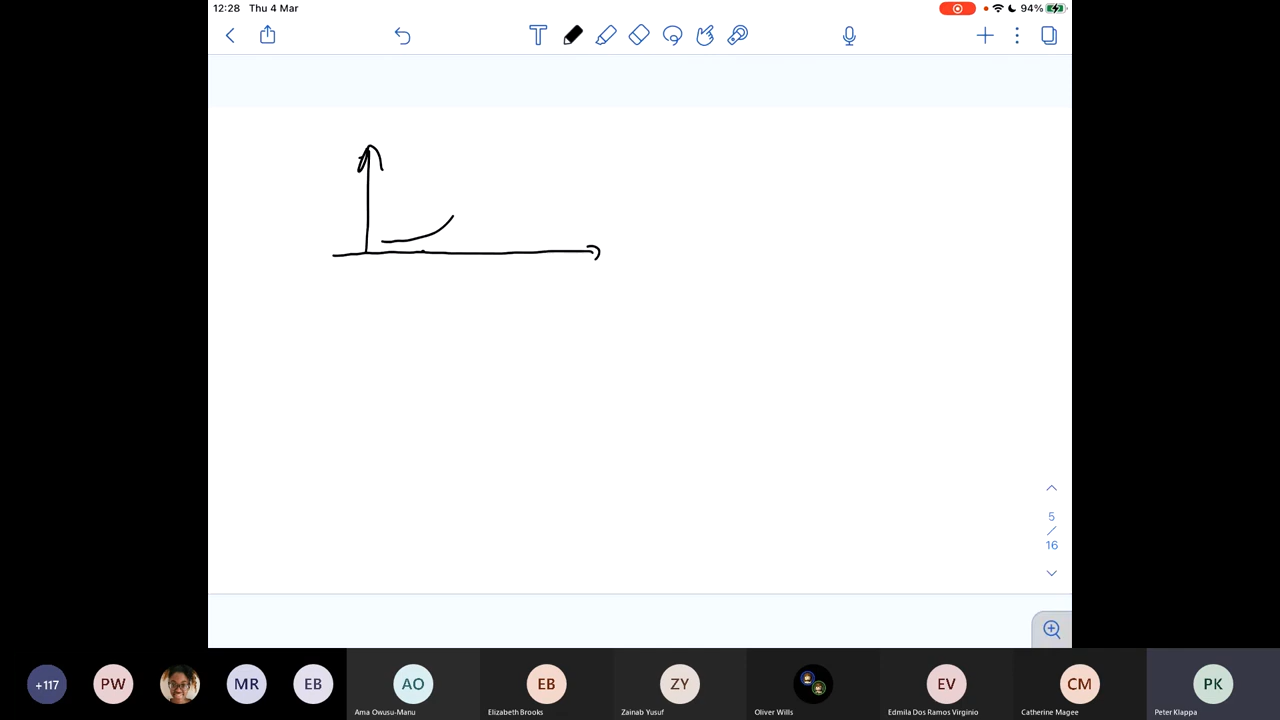 12:28 Thu 4 Mar
94%
T
5
/
16
+117
PW
MR
EB
AO
EB
ZY
EV
CM
PK
Ama Owusu-Manu
Elizabeth Brooks
Zainab Yusuf
Oliver Wills
Edmila Dos Ramos Virginio
Catherine Magee
Peter Klappa